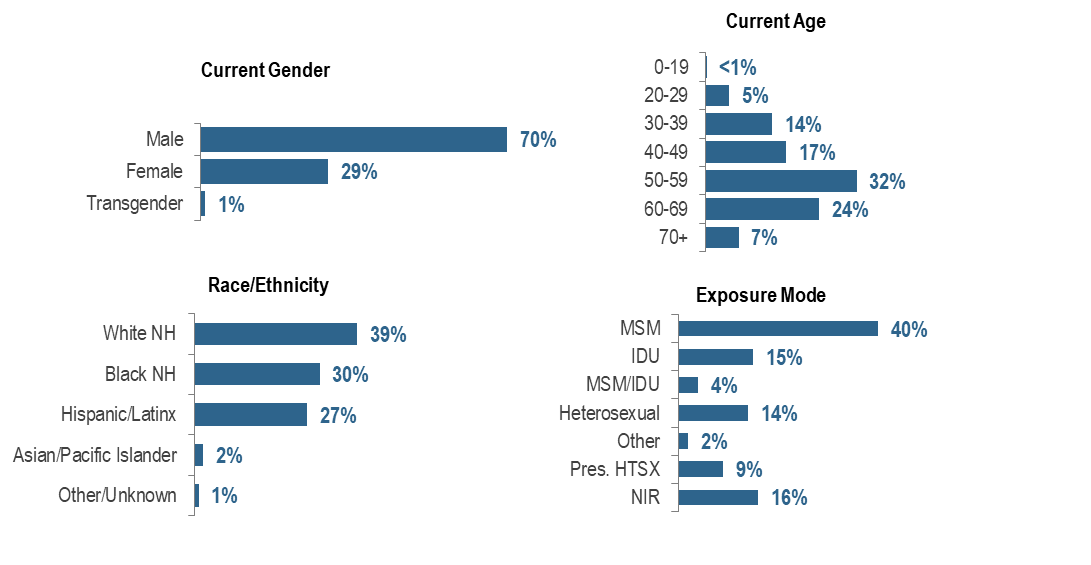 Current Gender
Male 70%
Female 29%
Transgender 1%
Current Age
0-19 <1%
20-29 5%
30-39 14%
40-49 17%
50-59 32%
60-69 24%
70+ 7%
Race/Ethnicity
White NH 39%
Black NH 30%
Hispanic/Latinx 27%
Asian/Pacific Islander 2%
Other/Unknown 1%
Exposure Mode
MSM 40%
IDU 15%
MSM/IDU 4%
Heterosexual 14%
Other 2%
Pres. HTSX 9%
NIR 16%